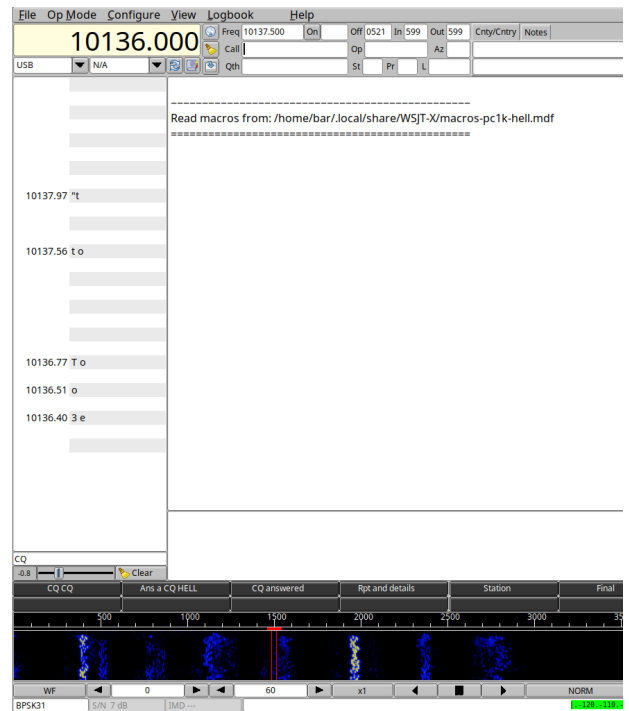 File Op Mode Configure View Logbook Help
10136.000
Freq 10137.500 On Off 0521 In 599 Out 599 Cnty/Cntry Notes
Call Op Az
USB N/A Qth St Pr L
Read macros from: /home/bar/.local/share/WSJT-X/macros-pc1k-hell.mdf
10137.97 "t
10137.56 t o
10136.77 T o
10136.51 o
10136.40 3 e
CQ
-0.8 Clear
CQ CQ Ans a CQ HELL CQ answered Rpt and details Station Final
500 1000 1500 2000 2500 3000 35
WF 0 60 x1 NORM
BPSK31 S/N 7 dB IMD --- -120.-110.